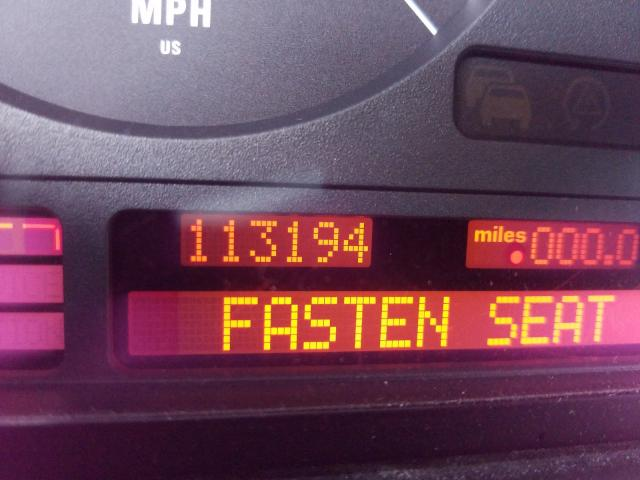 MPH
US
113194
miles 000.0
FASTEN SEAT